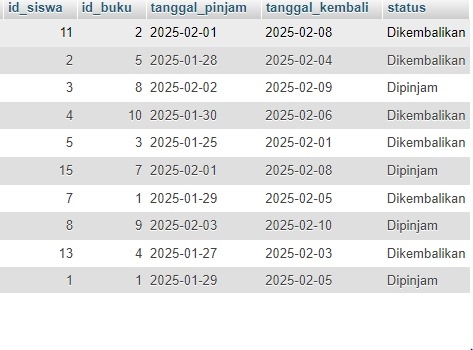 id_siswa id_buku tanggal_pinjam tanggal_kembali status
11 2 2025-02-01 2025-02-08 Dikembalikan
2 5 2025-01-28 2025-02-04 Dikembalikan
3 8 2025-02-02 2025-02-09 Dipinjam
4 10 2025-01-30 2025-02-06 Dikembalikan
5 3 2025-01-25 2025-02-01 Dikembalikan
15 7 2025-02-01 2025-02-08 Dipinjam
7 1 2025-01-29 2025-02-05 Dikembalikan
8 9 2025-02-03 2025-02-10 Dipinjam
13 4 2025-01-27 2025-02-03 Dikembalikan
1 1 2025-01-29 2025-02-05 Dipinjam